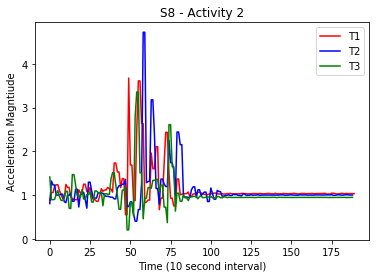 S8 - Activity 2
T1
T2
T3
Acceleration Magntiude
4
3
2
1
0
0 25 50 75 100 125 150 175
Time (10 second interval)